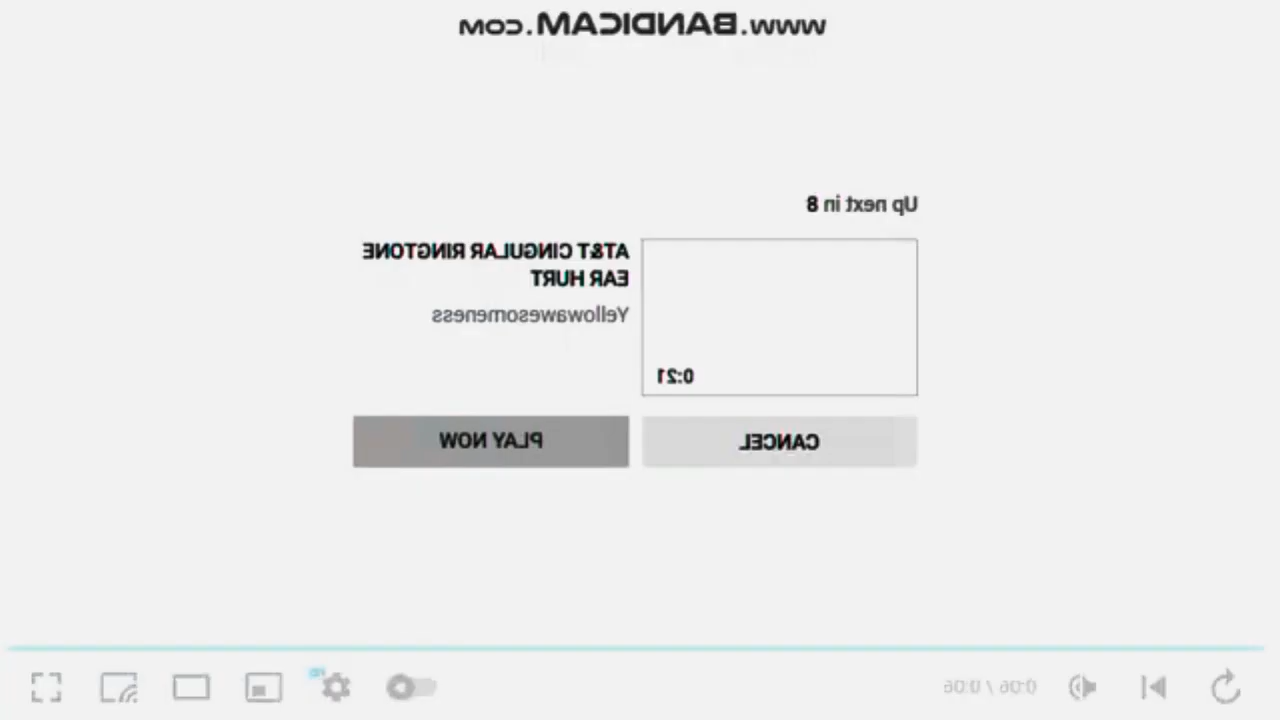 www.BANDICAM.com
Up next in 8
AT&T CINGULAR RINGTONE
EAR HURT
Yellowawesomeness
0:21
CANCEL
PLAY NOW
0:06 / 0:06
HD